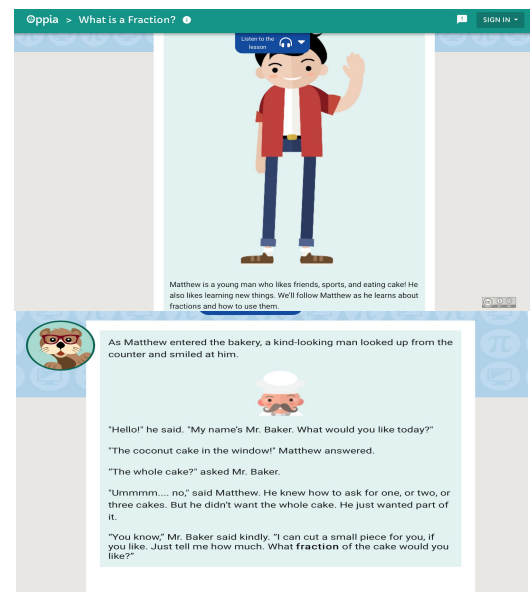 Oppia > What is a Fraction?
SIGN IN
Listen to the
lesson
Matthew is a young man who likes friends, sports, and eating cake! He
also likes learning new things. We'll follow Matthew as he learns about
fractions and how to use them.
As Matthew entered the bakery, a kind-looking man looked up from the
counter and smiled at him.
"Hello!" he said. "My name's Mr. Baker. What would you like today?"
"The coconut cake in the window!" Matthew answered.
"The whole cake?" asked Mr. Baker.
"Ummmm.... no," said Matthew. He knew how to ask for one, or two, or
three cakes. But he didn't want the whole cake. He just wanted part of
it.
"You know," Mr. Baker said kindly. "I can cut a small piece for you, if
you like. Just tell me how much. What fraction of the cake would you
like?"